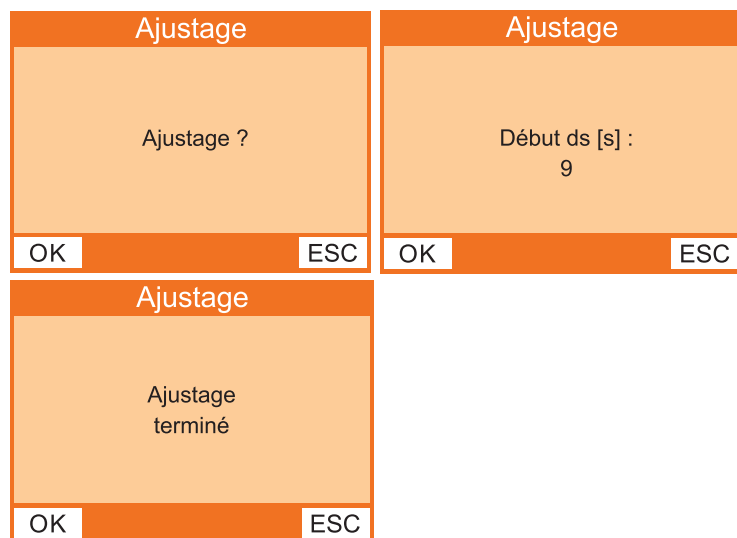 Ajustage
Ajustage ?
OK ESC
Ajustage
Début ds [s] :
9
OK ESC
Ajustage
Ajustage
terminé
OK ESC